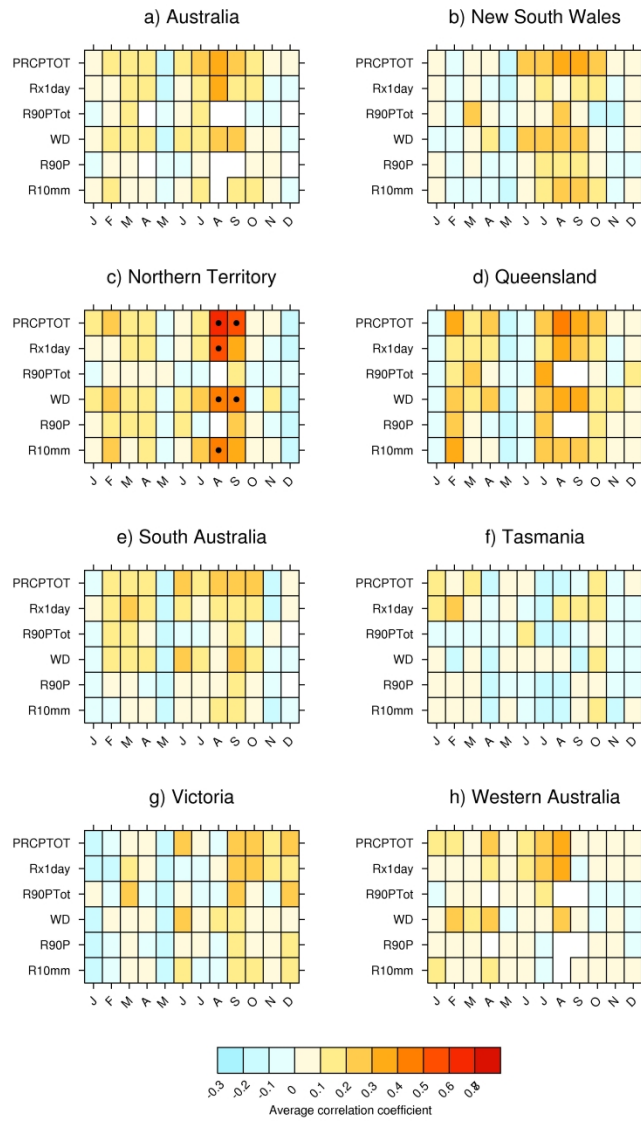 a) Australia
PRCPTOT
Rx1day
R90PTot
WD
R90P
R10mm
J F M A M J J A S O N D
b) New South Wales
PRCPTOT
Rx1day
R90PTot
WD
R90P
R10mm
J F M A M J J A S O N D
c) Northern Territory
PRCPTOT
Rx1day
R90PTot
WD
R90P
R10mm
J F M A M J J A S O N D
d) Queensland
PRCPTOT
Rx1day
R90PTot
WD
R90P
R10mm
J F M A M J J A S O N D
e) South Australia
PRCPTOT
Rx1day
R90PTot
WD
R90P
R10mm
J F M A M J J A S O N D
f) Tasmania
PRCPTOT
Rx1day
R90PTot
WD
R90P
R10mm
J F M A M J J A S O N D
g) Victoria
PRCPTOT
Rx1day
R90PTot
WD
R90P
R10mm
J F M A M J J A S O N D
h) Western Australia
PRCPTOT
Rx1day
R90PTot
WD
R90P
R10mm
J F M A M J J A S O N D
-0.3 -0.2 -0.1 0 0.1 0.2 0.3 0.4 0.5 0.6 0.8
Average correlation coefficient